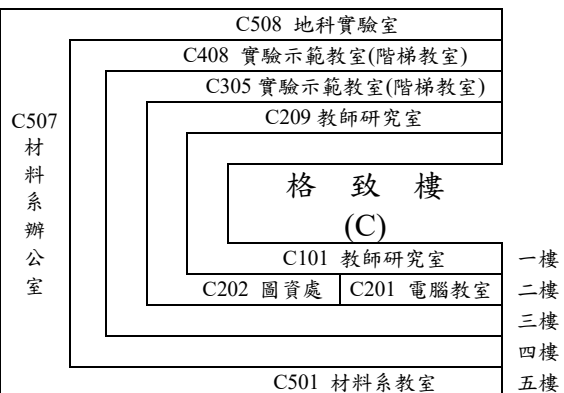 C508 地科實驗室
C408 實驗示範教室(階梯教室)
C305 實驗示範教室(階梯教室)
C209 教師研究室
C507
材
料
系
辦
公
室
格 致 樓
(C)
C101 教師研究室 一樓
C202 圖資處 C201 電腦教室 二樓
三樓
四樓
C501 材料系教室 五樓